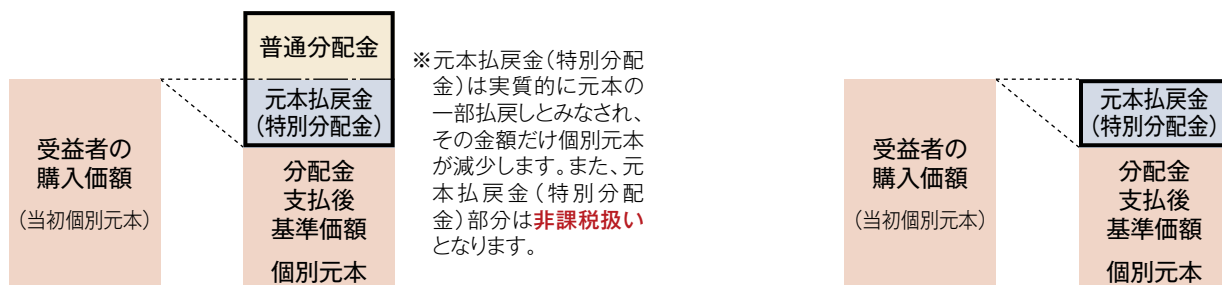 受益者の
購入価額
(当初個別元本)
普通分配金
元本払戻金
(特別分配金)
分配金
支払後
基準価額
個別元本
※元本払戻金(特別分配
金)は実質的に元本の
一部払戻しとみなされ、
その金額だけ個別元本
が減少します。また、元
本払戻金(特別分配
金)部分は非課税扱い
となります。
受益者の
購入価額
(当初個別元本)
元本払戻金
(特別分配金)
分配金
支払後
基準価額
個別元本